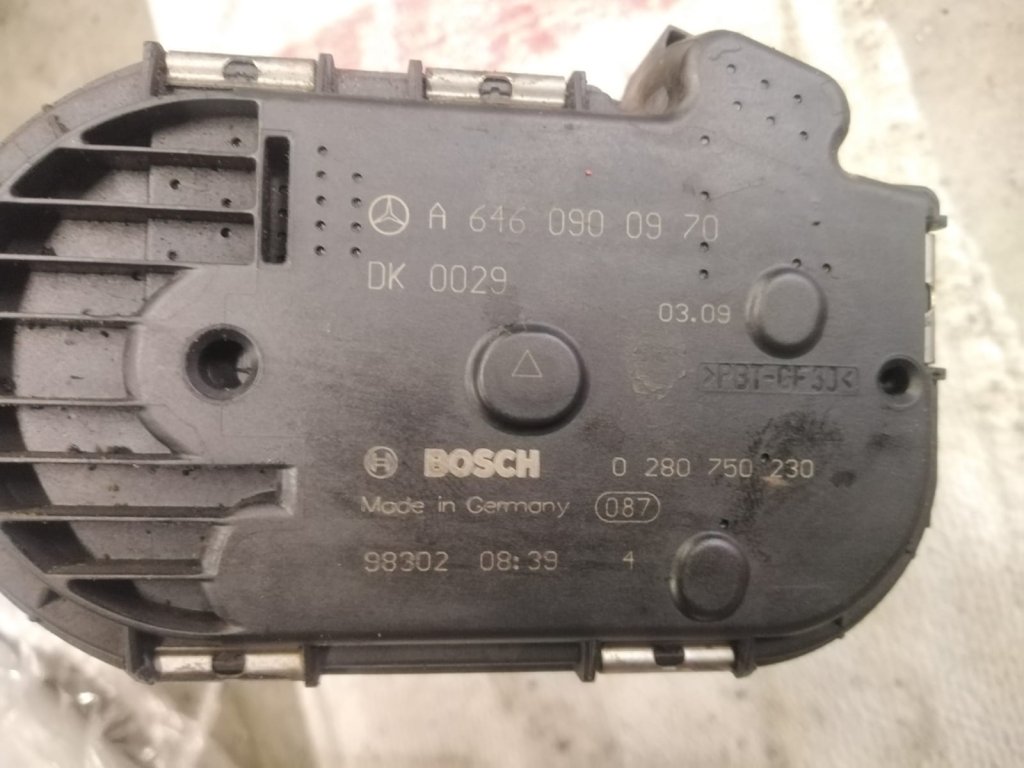 A 646 090 09 70
DK 0029
03.09
>PBT-GF30<
BOSCH 0 280 750 230
Made in Germany 087
98302 08:39 4